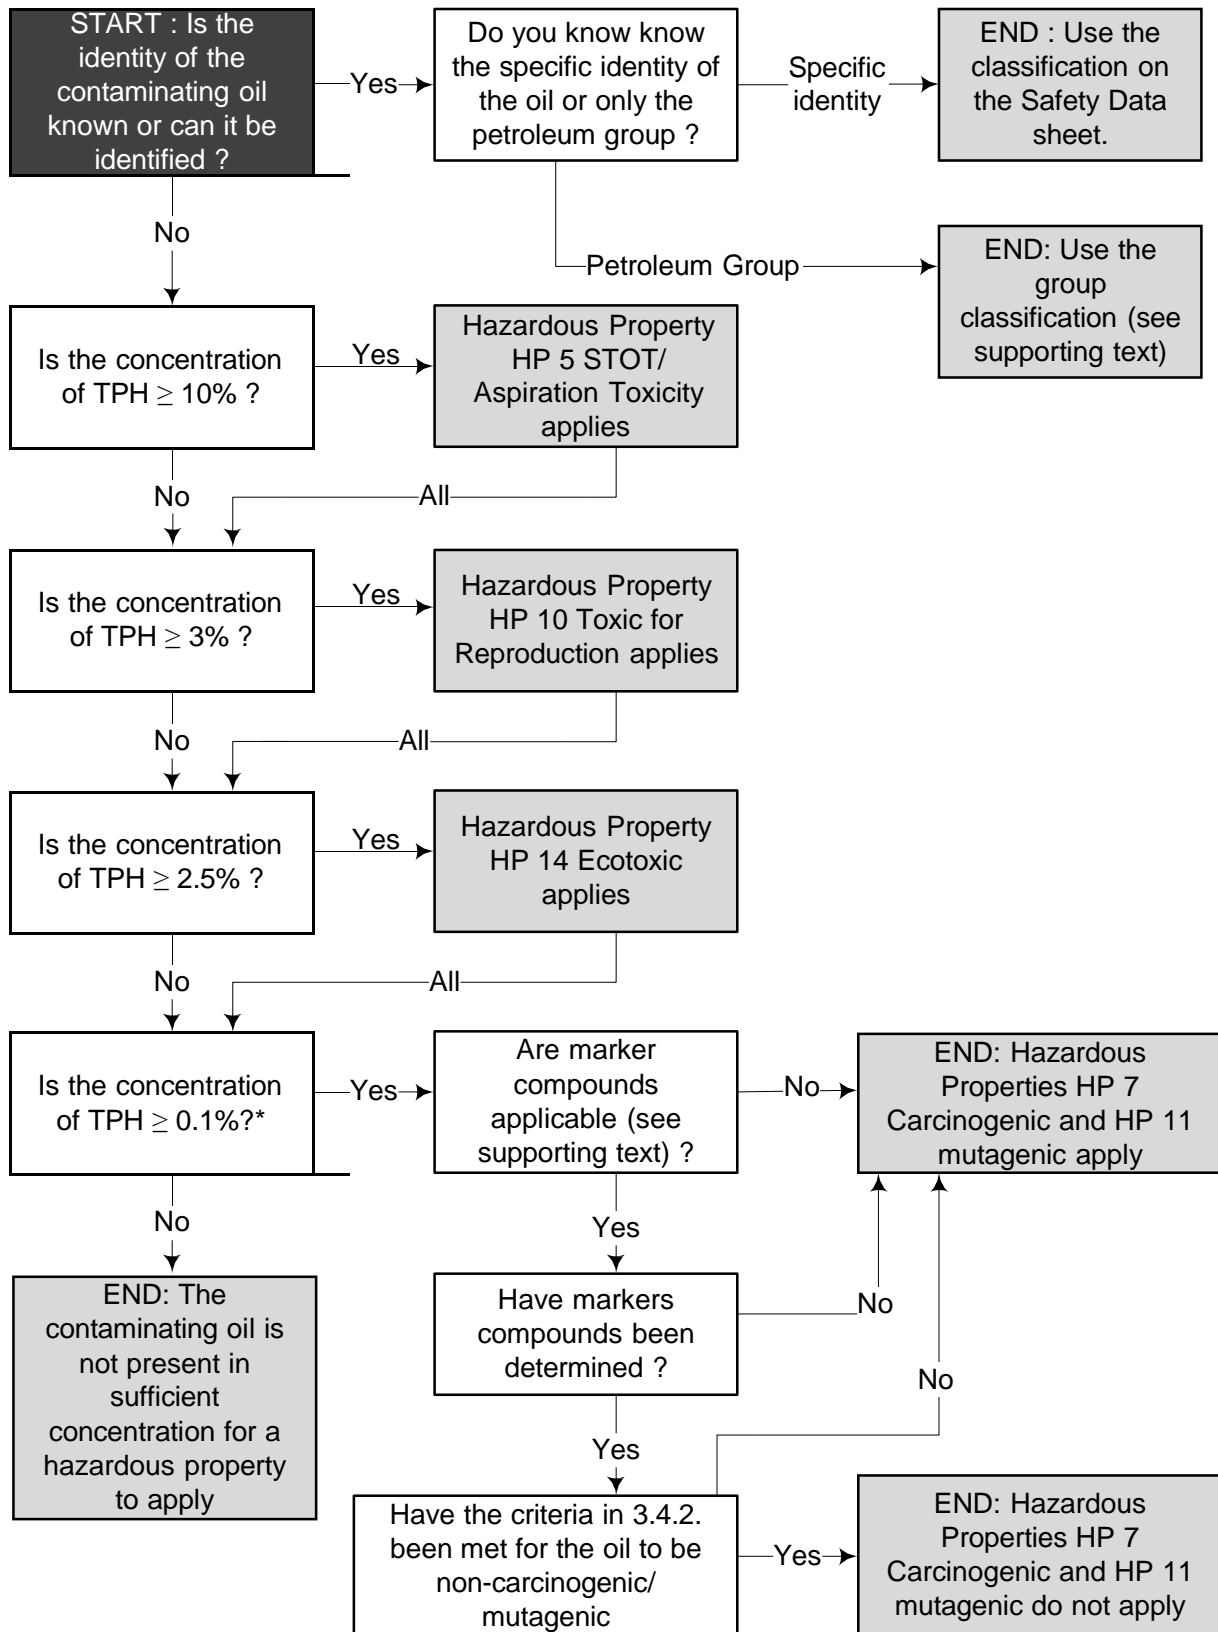 START : Is the
identity of the
contaminating oil
known or can it be
identified ?
Yes
Do you know know
the specific identity of
the oil or only the
petroleum group ?
Specific
identity
END : Use the
classification on
the Safety Data
sheet.
No
Petroleum Group
END: Use the
group
classification (see
supporting text)
Is the concentration
of TPH ≥ 10% ?
Yes
Hazardous Property
HP 5 STOT/
Aspiration Toxicity
applies
No
All
Is the concentration
of TPH ≥ 3% ?
Yes
Hazardous Property
HP 10 Toxic for
Reproduction applies
No
All
Is the concentration
of TPH ≥ 2.5% ?
Yes
Hazardous Property
HP 14 Ecotoxic
applies
No
All
Is the concentration
of TPH ≥ 0.1%?*
Yes
Are marker
compounds
applicable (see
supporting text) ?
No
END: Hazardous
Properties HP 7
Carcinogenic and HP 11
mutagenic apply
No
Yes
END: The
contaminating oil is
not present in
sufficient
concentration for a
hazardous property
to apply
Have markers
compounds been
determined ?
No
No
Yes
Have the criteria in 3.4.2.
been met for the oil to be
non-carcinogenic/
mutagenic
Yes
END: Hazardous
Properties HP 7
Carcinogenic and HP 11
mutagenic do not apply